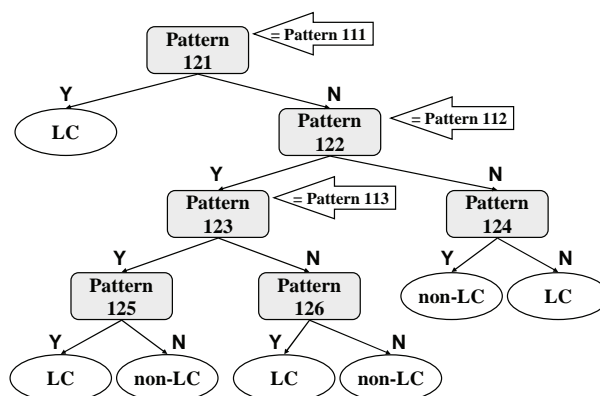 Pattern
121
= Pattern 111
Y
N
LC
Pattern
122
= Pattern 112
Y
N
Pattern
123
= Pattern 113
Pattern
124
Y
N
Y
N
Pattern
125
Pattern
126
non-LC
LC
Y
N
Y
N
LC
non-LC
LC
non-LC